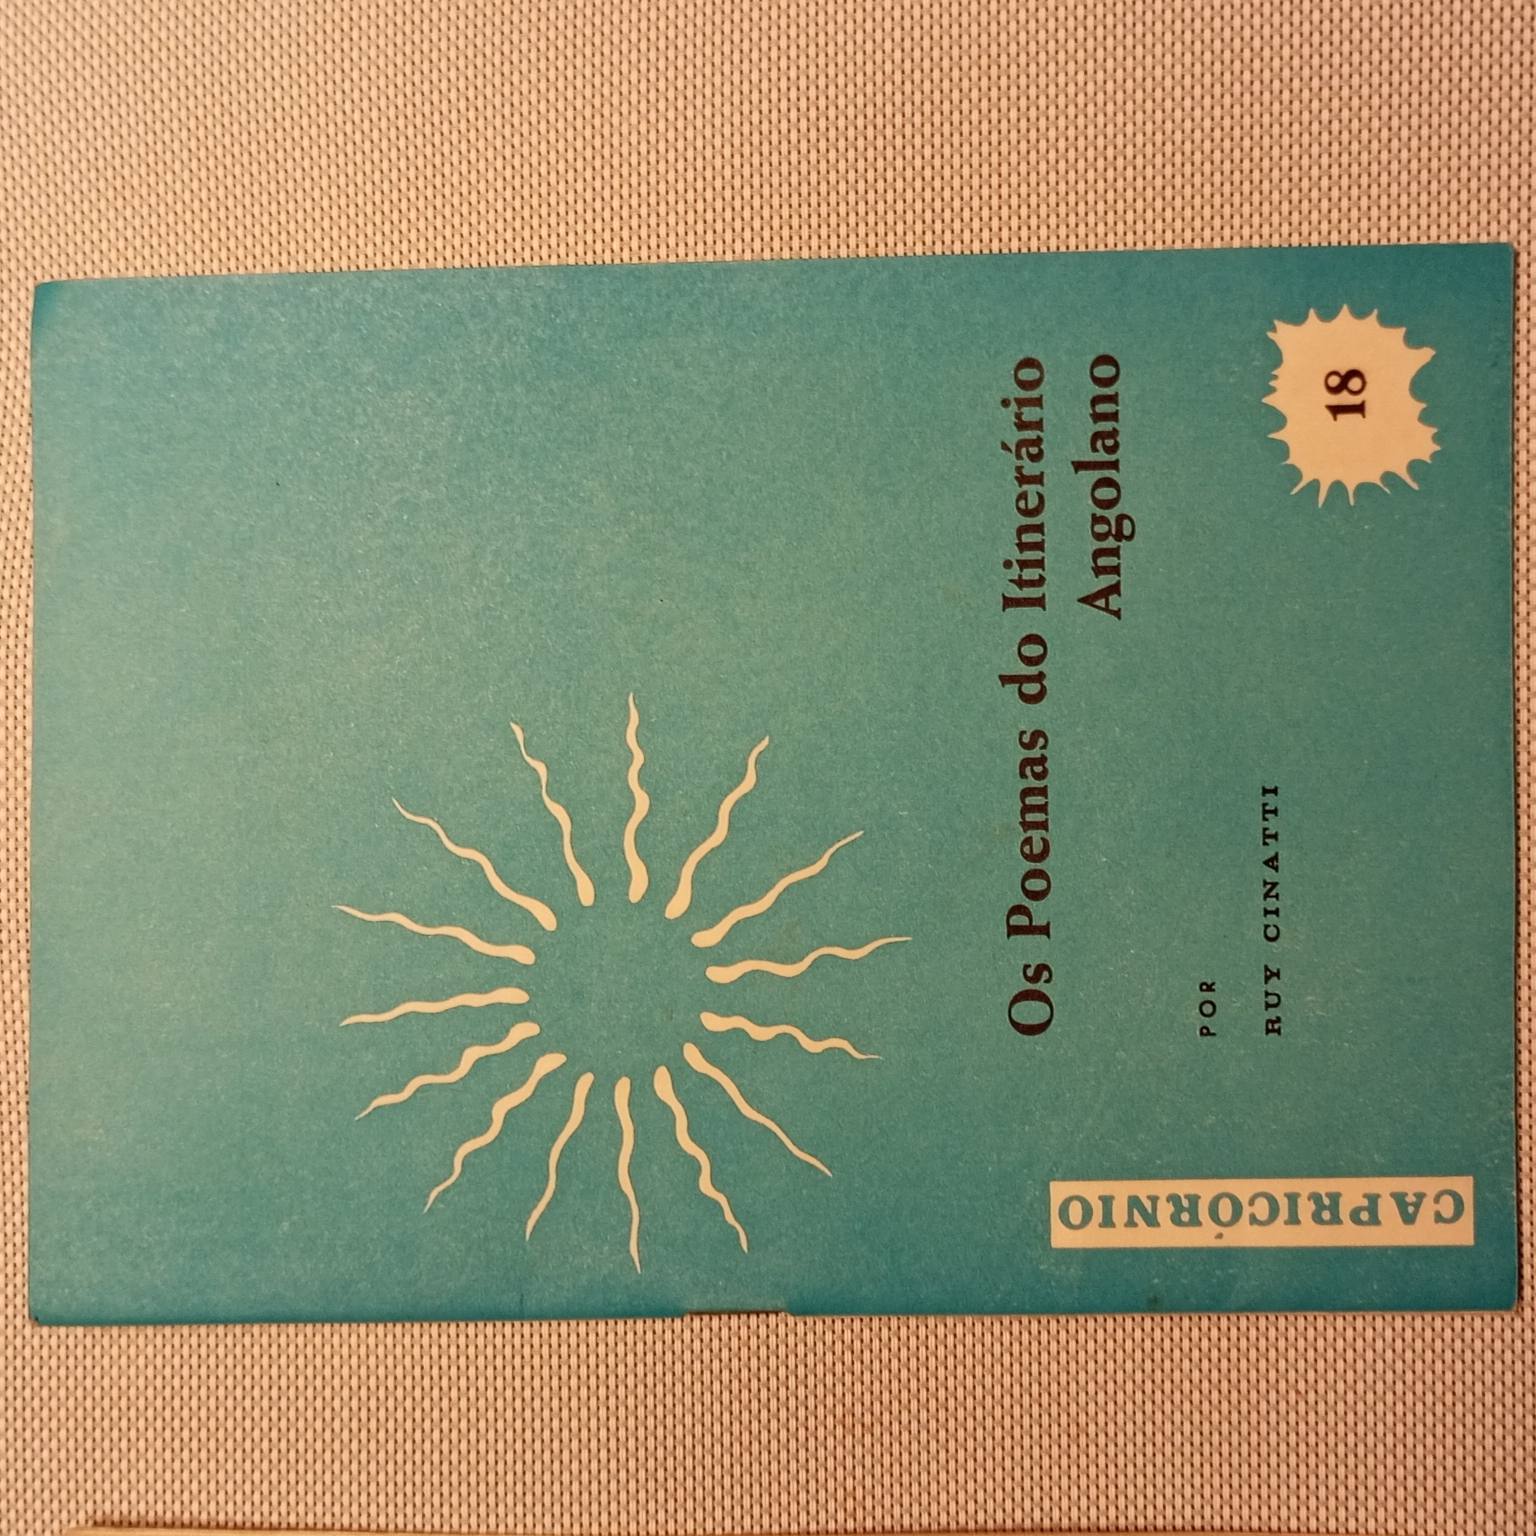 Os Poemas do Itinerário
Angolano
POR
RUY CINATTI
CAPRICÓRNIO
18